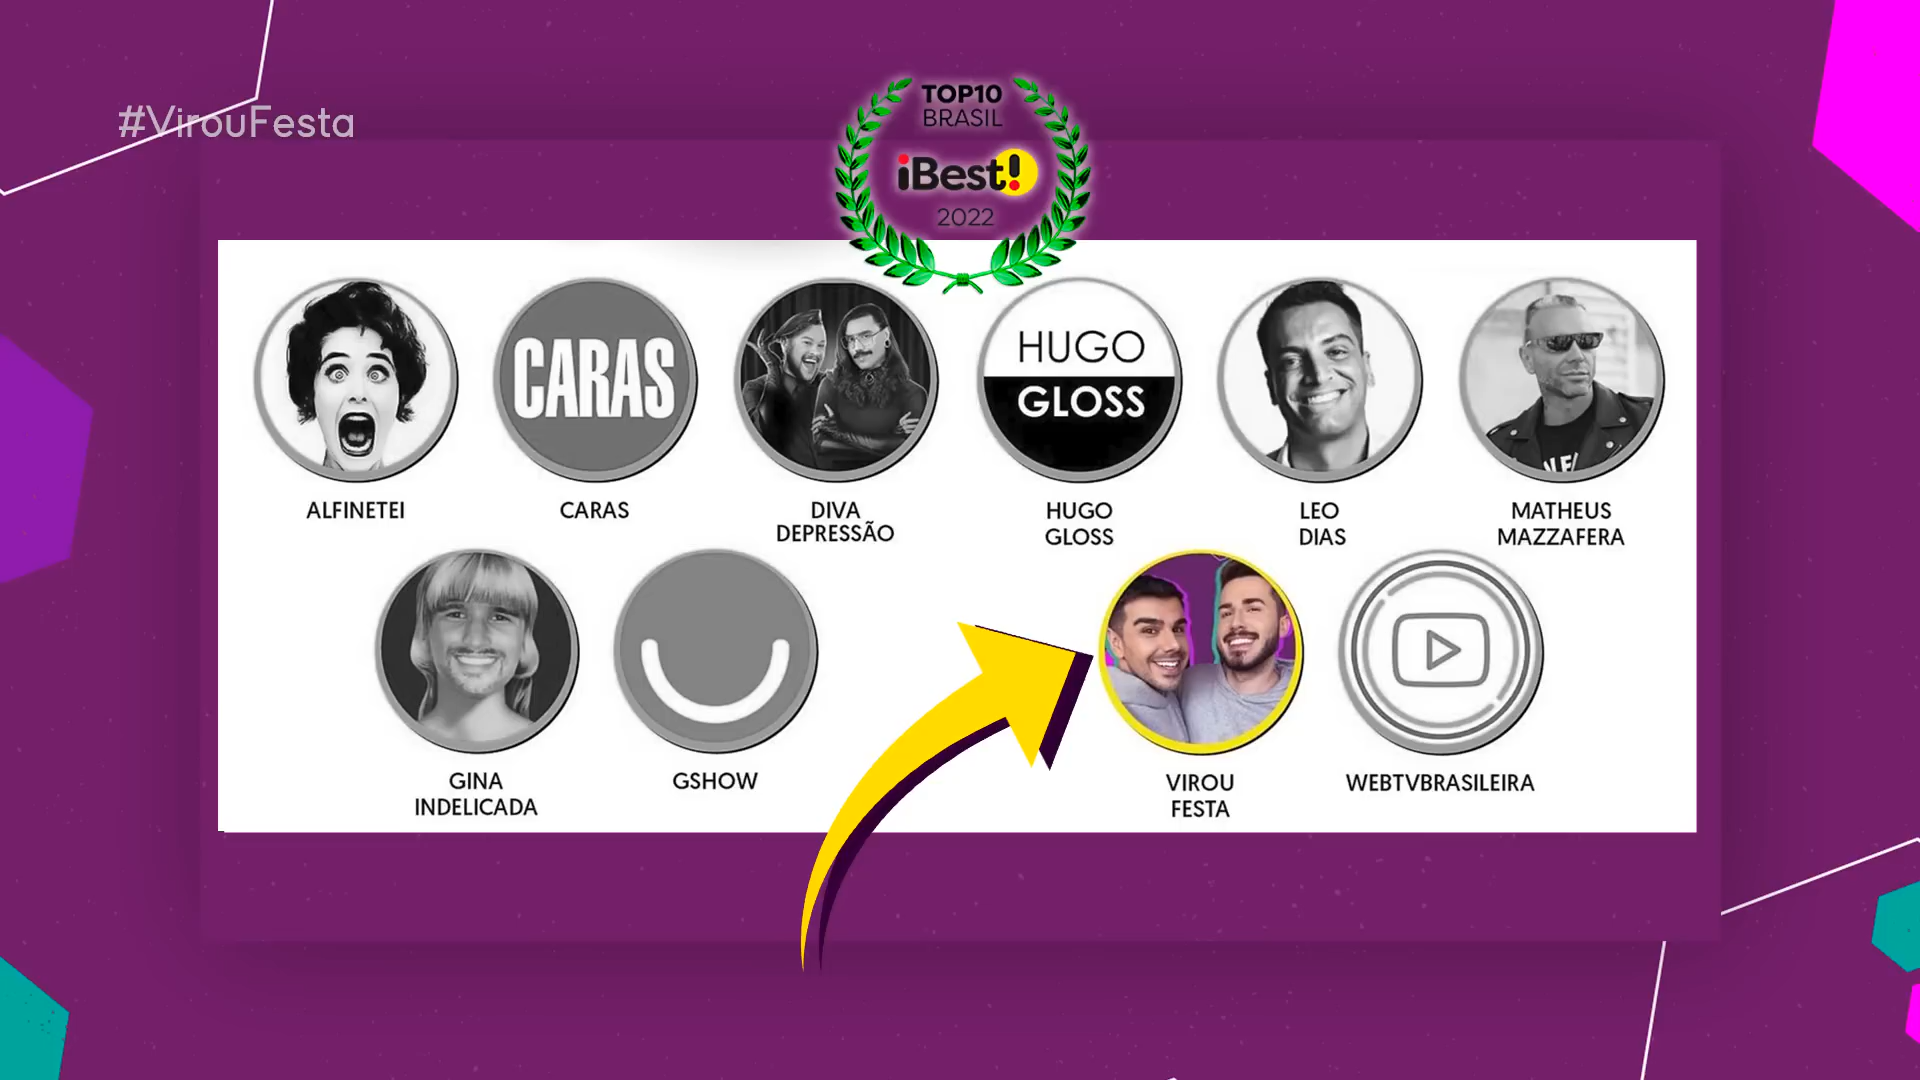 #VirouFesta
TOP10
BRASIL
iBest!
2022
CARAS
HUGO
GLOSS
ALFINETEI
CARAS
DIVA
DEPRESSÃO
HUGO
GLOSS
LEO
DIAS
MATHEUS
MAZZAFERA
GINA
INDELICADA
GSHOW
VIROU
FESTA
WEBTVBRASILEIRA